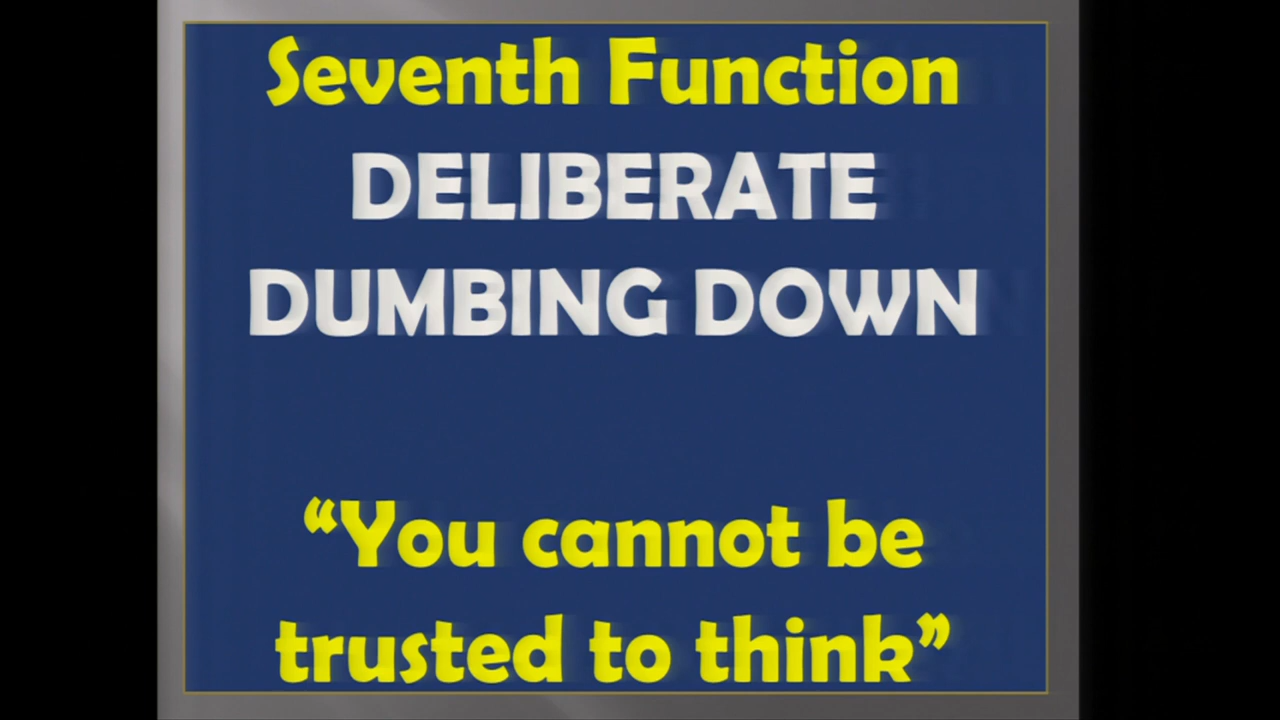 Seventh Function
DELIBERATE
DUMBING DOWN
“You cannot be
trusted to think”